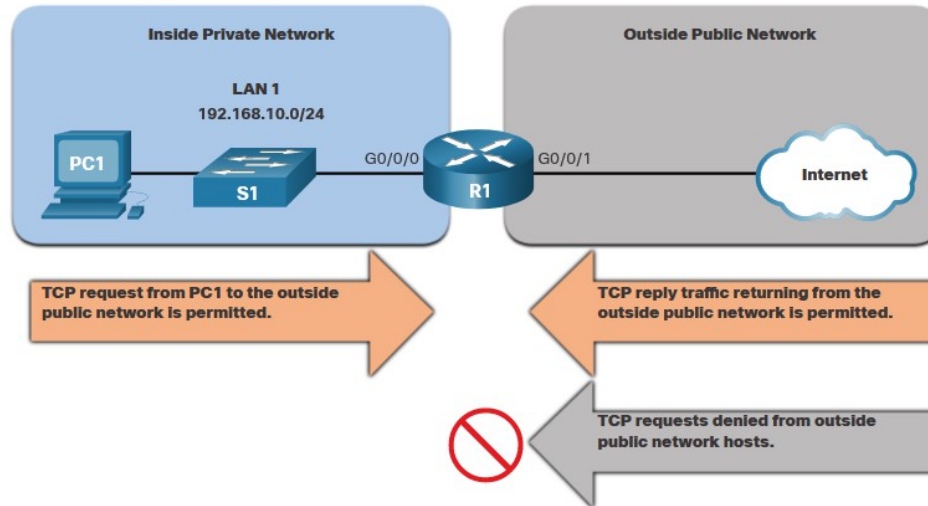 Inside Private Network
Outside Public Network
LAN 1
192.168.10.0/24
PC1
S1
G0/0/0
R1
G0/0/1
Internet
TCP request from PC1 to the outside
public network is permitted.
TCP reply traffic returning from the
outside public network is permitted.
TCP requests denied from outside
public network hosts.